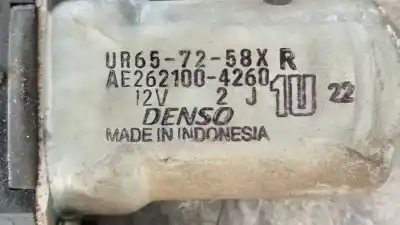 UR65-72-58X R
AE262100-4260
12V 2 J 1U 22
DENSO
MADE IN INDONESIA